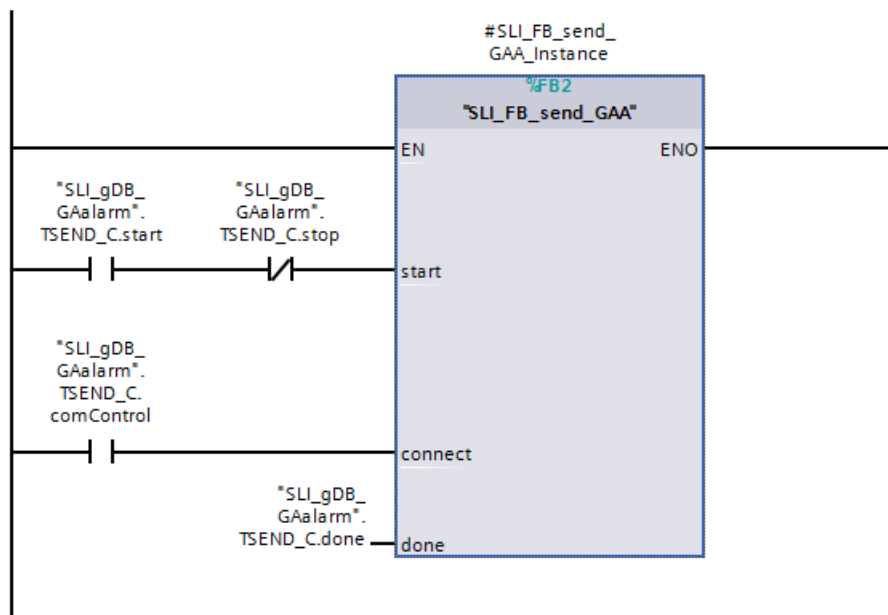 #SLI_FB_send_
GAA_Instance
%FB2
"SLI_FB_send_GAA"
EN
ENO
"SLI_gDB_
GAalarm".
TSEND_C.start
"SLI_gDB_
GAalarm".
TSEND_C.stop
start
"SLI_gDB_
GAalarm".
TSEND_C.
comControl
connect
"SLI_gDB_
GAalarm".
TSEND_C.done
done